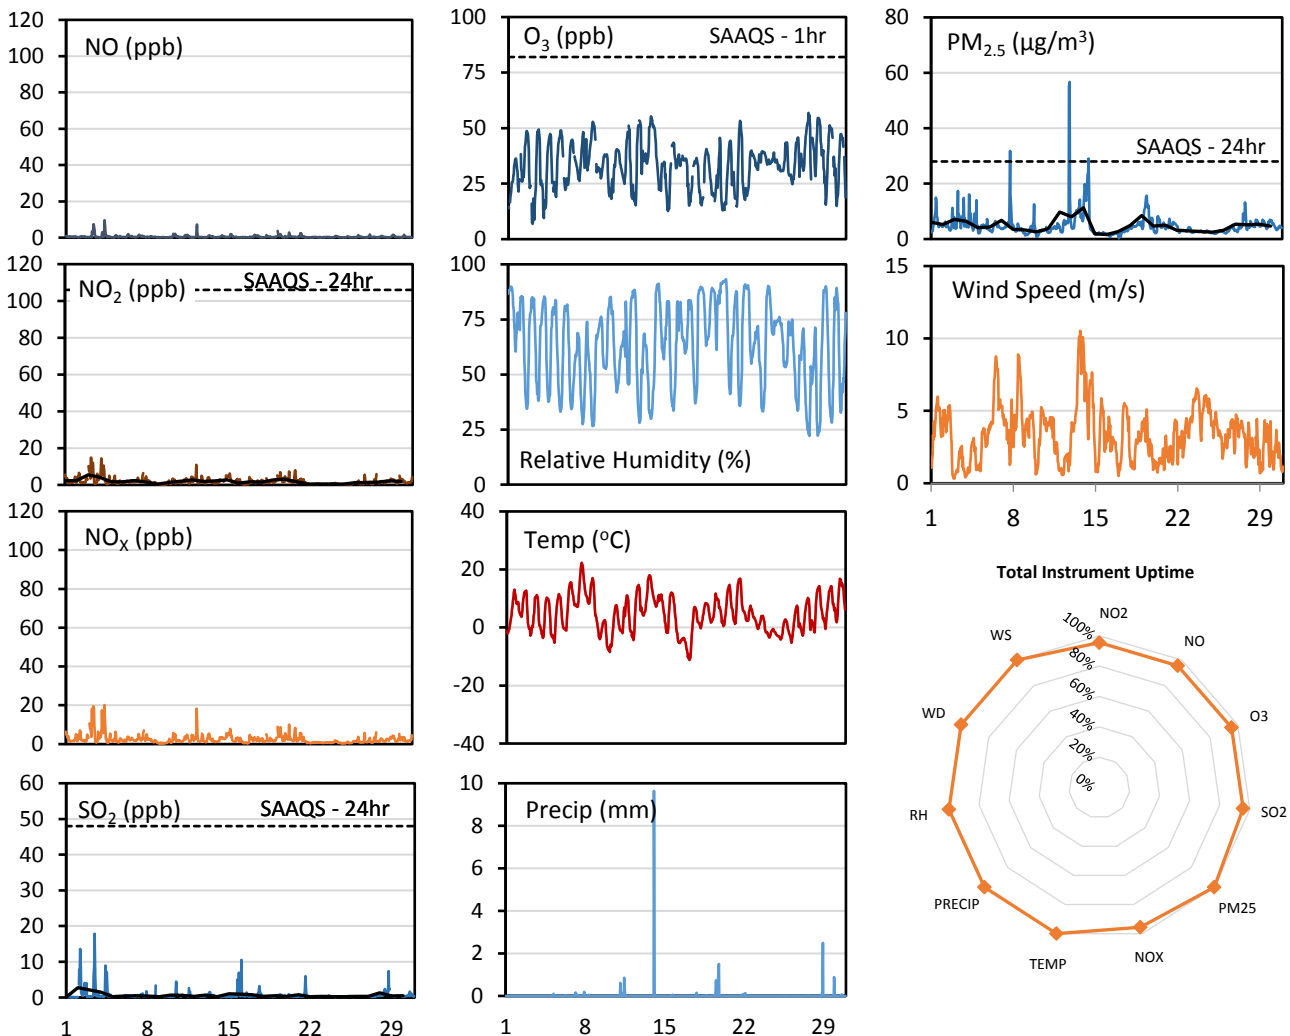 NO (ppb)
120
100
80
60
40
20
0
NO₂ (ppb)
SAAQS - 24hr
120
100
80
60
40
20
0
NOₓ (ppb)
120
100
80
60
40
20
0
SO₂ (ppb)
SAAQS - 24hr
60
50
40
30
20
10
0
1 8 15 22 29
O₃ (ppb)
SAAQS - 1hr
100
75
50
25
0
100
75
50
25
0
Relative Humidity (%)
Temp (°C)
40
20
0
-20
-40
Precip (mm)
10
8
6
4
2
0
1 8 15 22 29
PM₂.₅ (µg/m³)
SAAQS - 24hr
80
60
40
20
0
Wind Speed (m/s)
15
10
5
0
1 8 15 22 29
Total Instrument Uptime
NO2
NO
O3
SO2
PM25
NOX
TEMP
PRECIP
RH
WD
WS
100%
80%
60%
40%
20%
0%